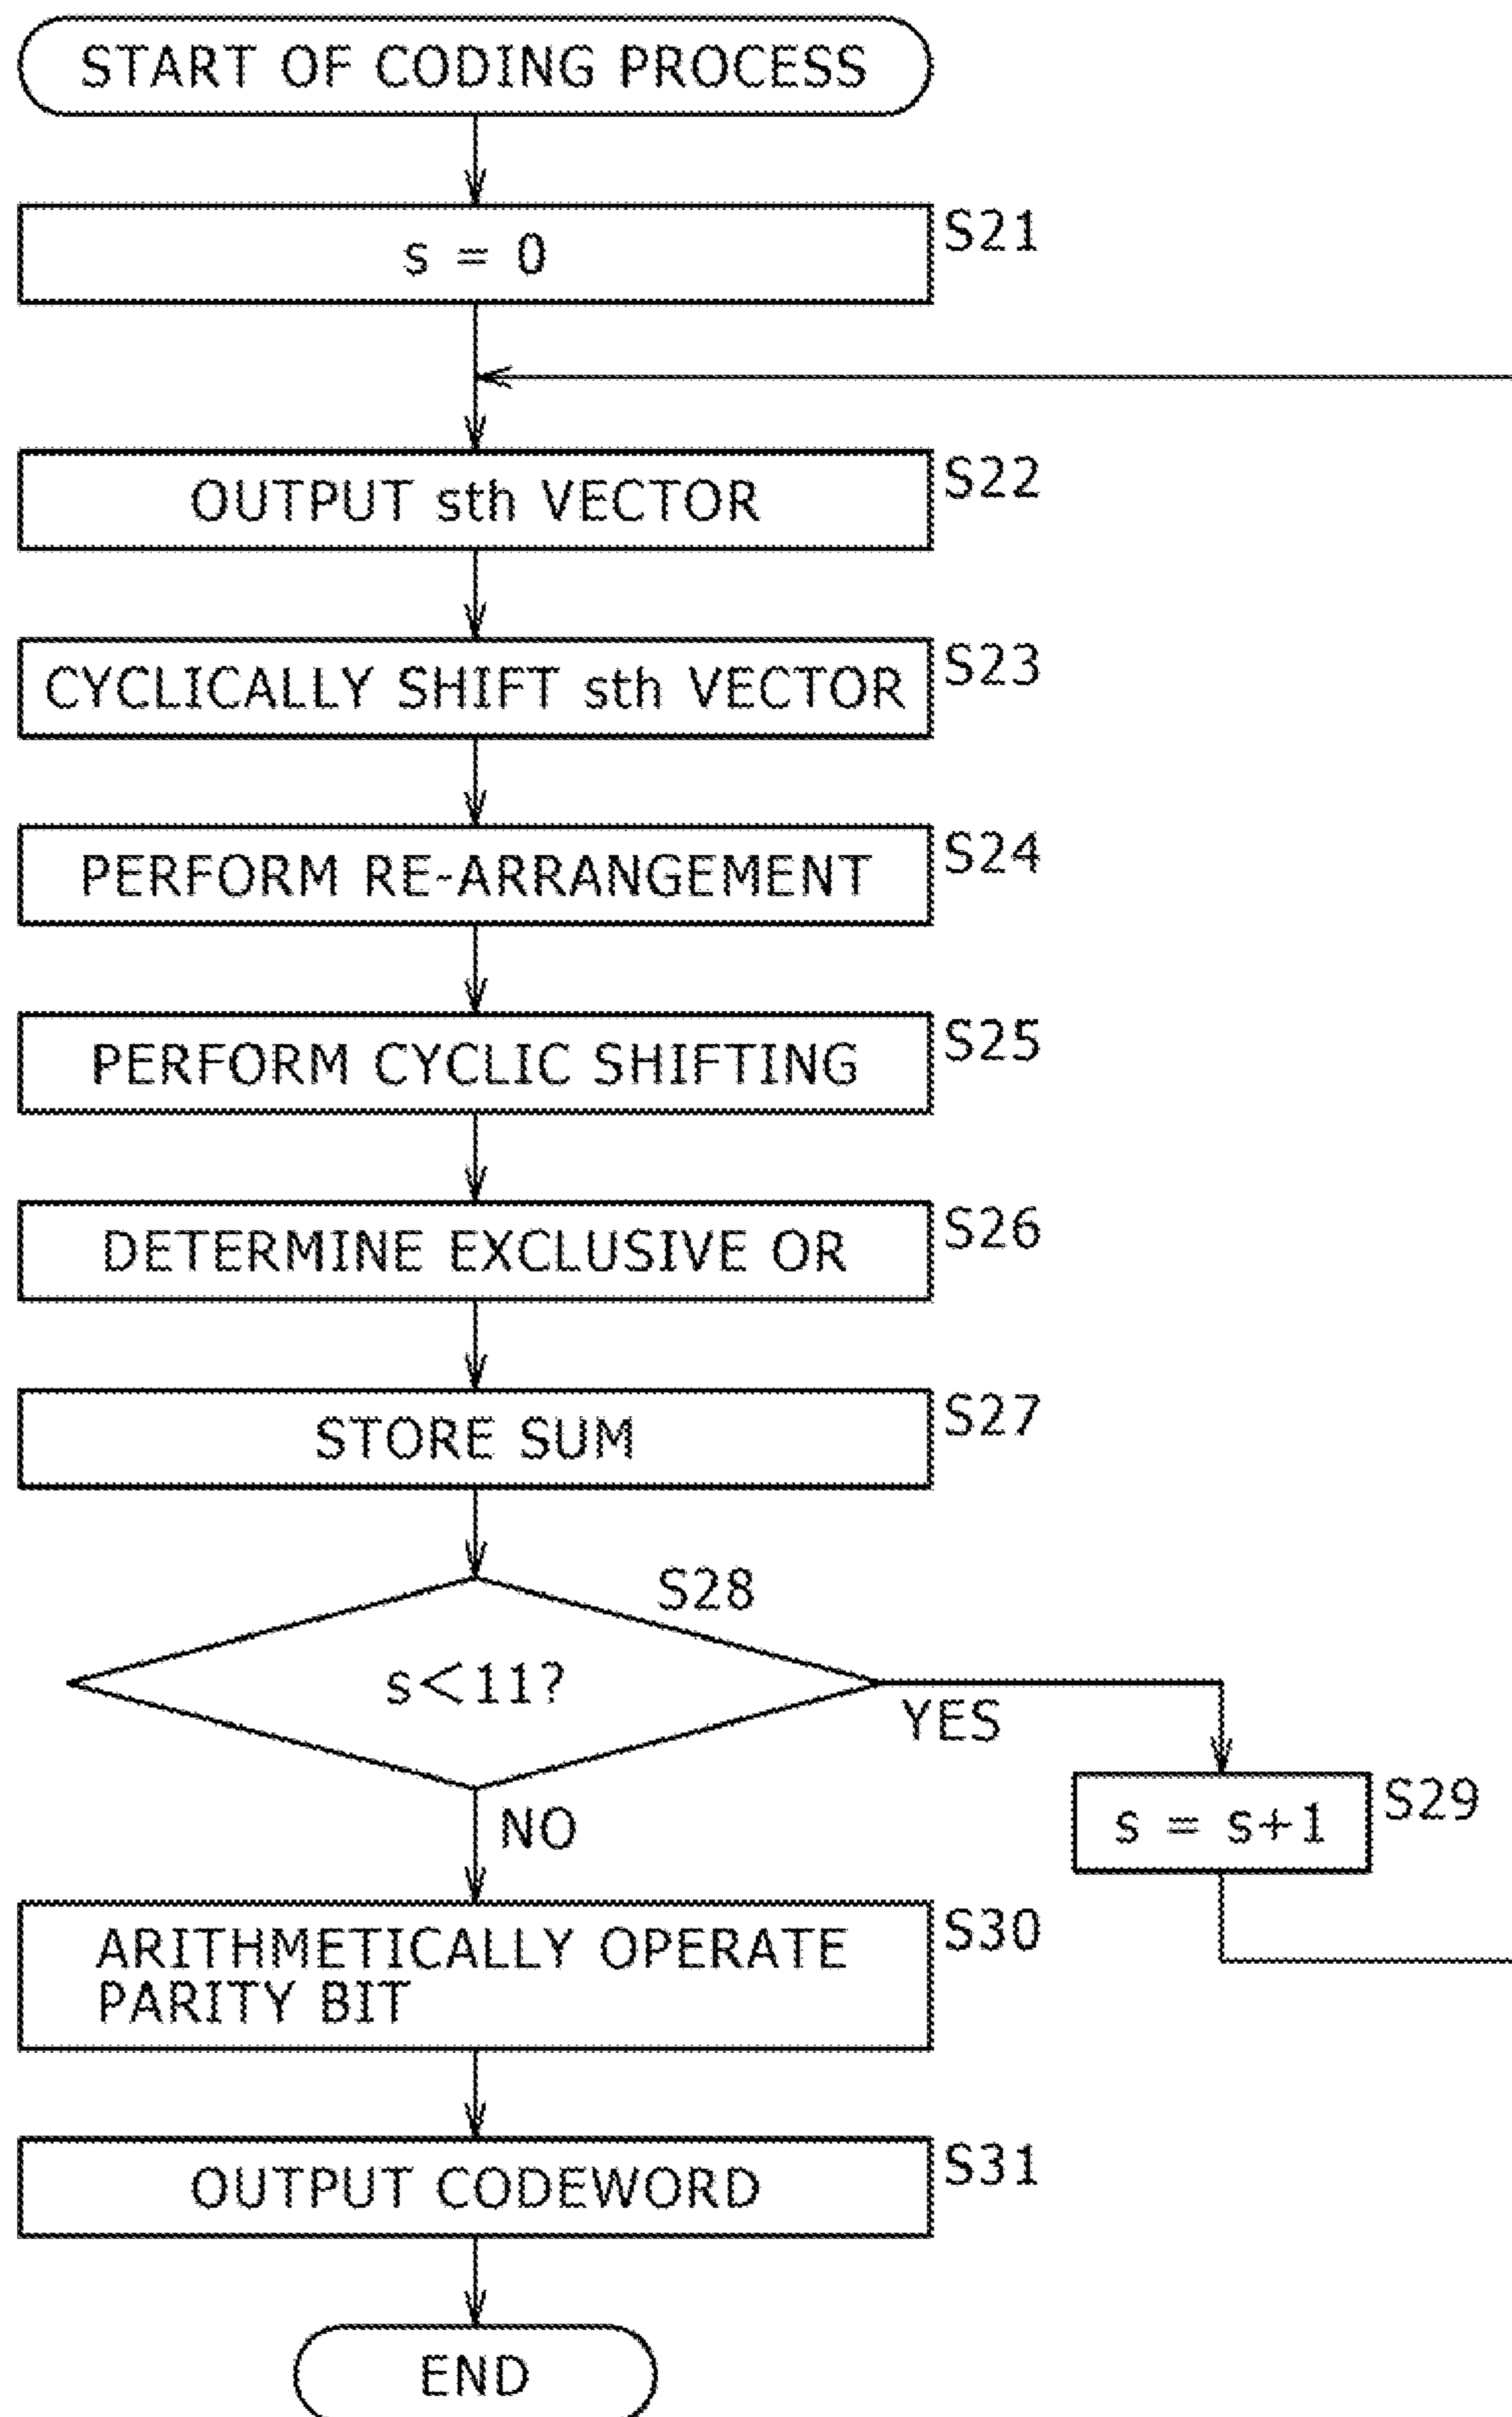 START OF CODING PROCESS
s = 0
S21
OUTPUT sth VECTOR
S22
CYCLICALLY SHIFT sth VECTOR
S23
PERFORM RE-ARRANGEMENT
S24
PERFORM CYCLIC SHIFTING
S25
DETERMINE EXCLUSIVE OR
S26
STORE SUM
S27
S28
s<11?
YES
NO
s = s+1
S29
ARITHMETICALLY OPERATE
PARITY BIT
S30
OUTPUT CODEWORD
S31
END